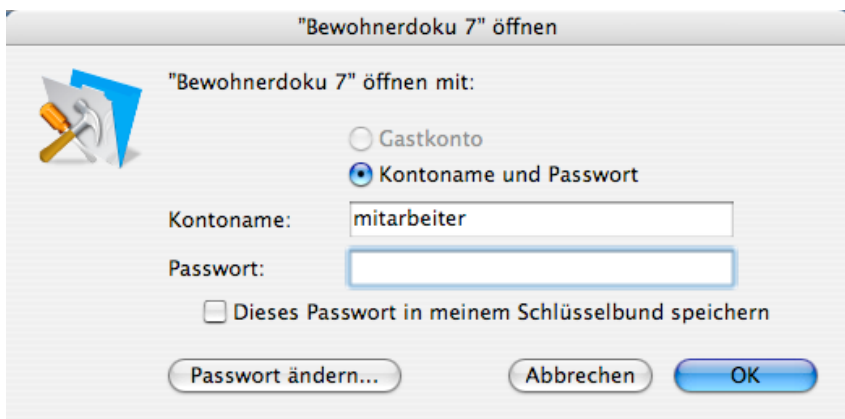 "Bewohnerdoku 7" öffnen
"Bewohnerdoku 7" öffnen mit:
Gastkonto
Kontoname und Passwort
Kontoname: mitarbeiter
Passwort:
Dieses Passwort in meinem Schlüsselbund speichern
Passwort ändern... Abbrechen OK